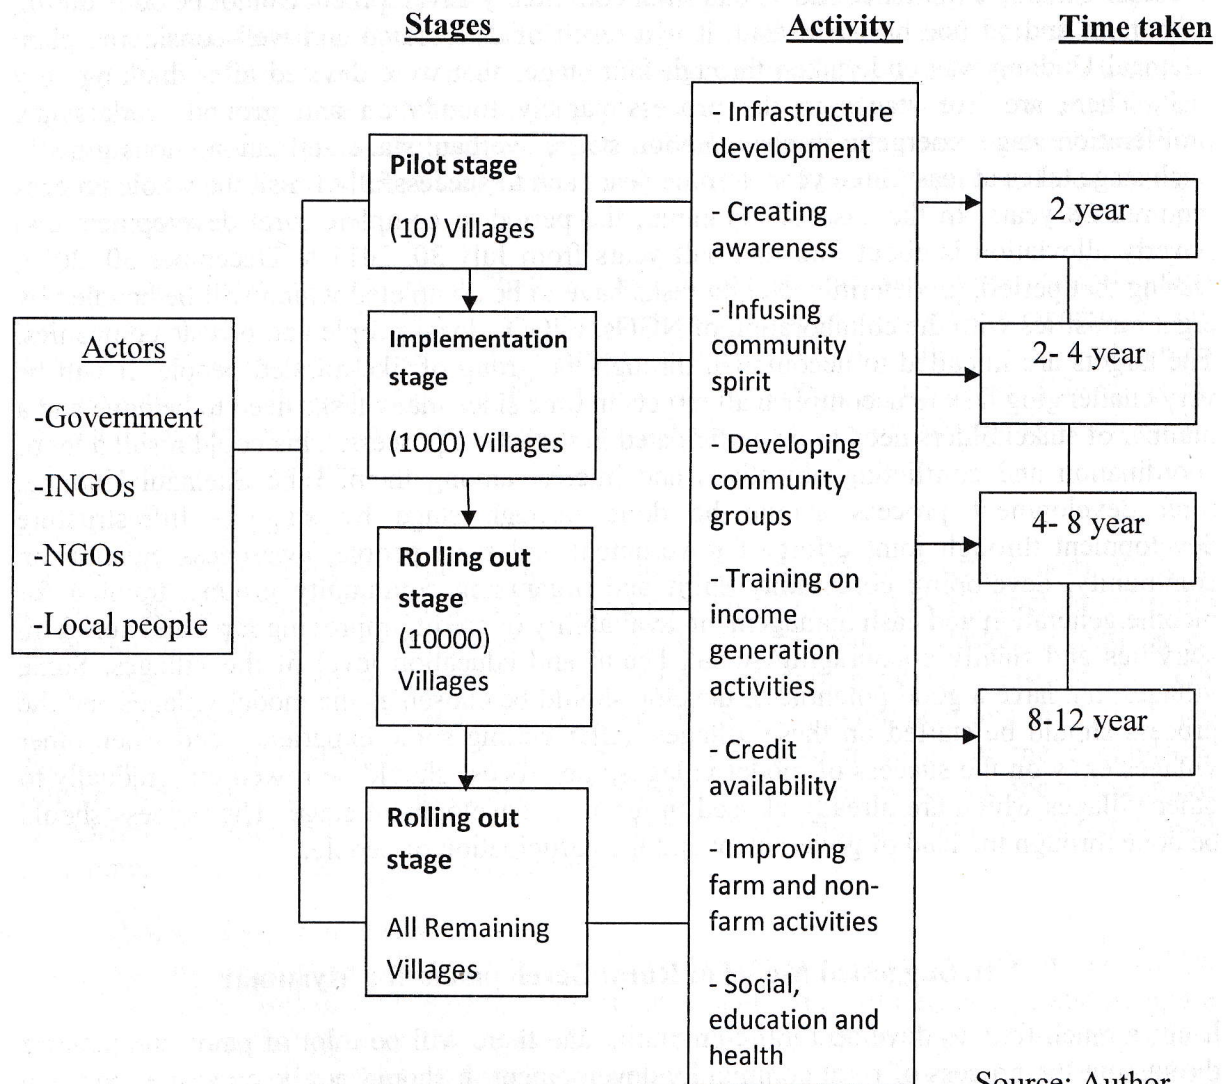 Stages
Activity
Time taken
Actors
-Government
-INGOs
-NGOs
-Local people
Pilot stage
(10) Villages
Implementation
stage
(1000) Villages
Rolling out
stage
(10000)
Villages
Rolling out
stage
All Remaining
Villages
- Infrastructure
development
- Creating
awareness
- Infusing
community
spirit
- Developing
community
groups
- Training on
income
generation
activities
- Credit
availability
- Improving
farm and non-
farm activities
- Social,
education and
health
2 year
2- 4 year
4- 8 year
8-12 year
Source: Author